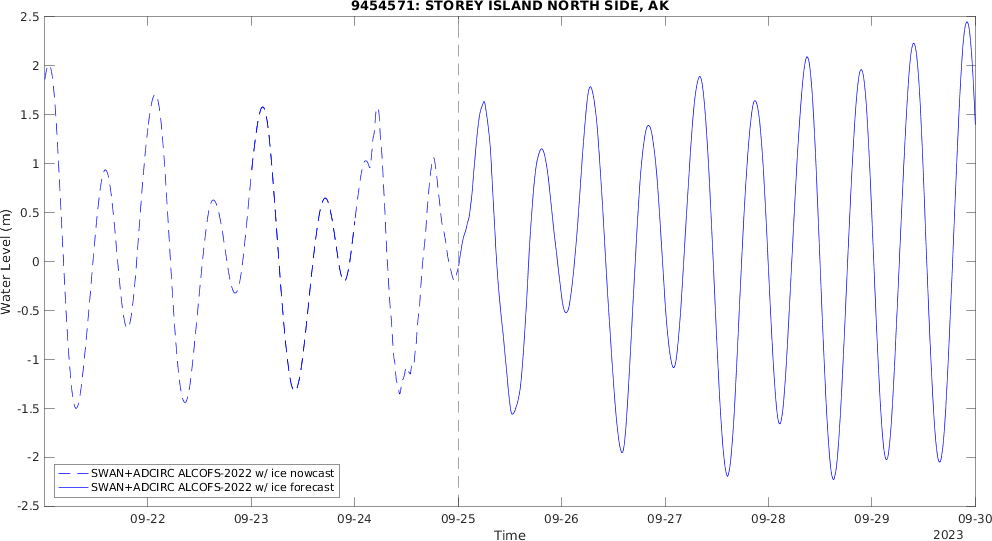 9454571: STOREY ISLAND NORTH SIDE, AK
2.5
2
1.5
1
0.5
0
-0.5
-1
-1.5
-2
-2.5
Water Level (m)
SWAN+ADCIRC ALCOFS-2022 w/ ice nowcast
SWAN+ADCIRC ALCOFS-2022 w/ ice forecast
09-22 09-23 09-24 09-25 09-26 09-27 09-28 09-29 09-30
Time
2023